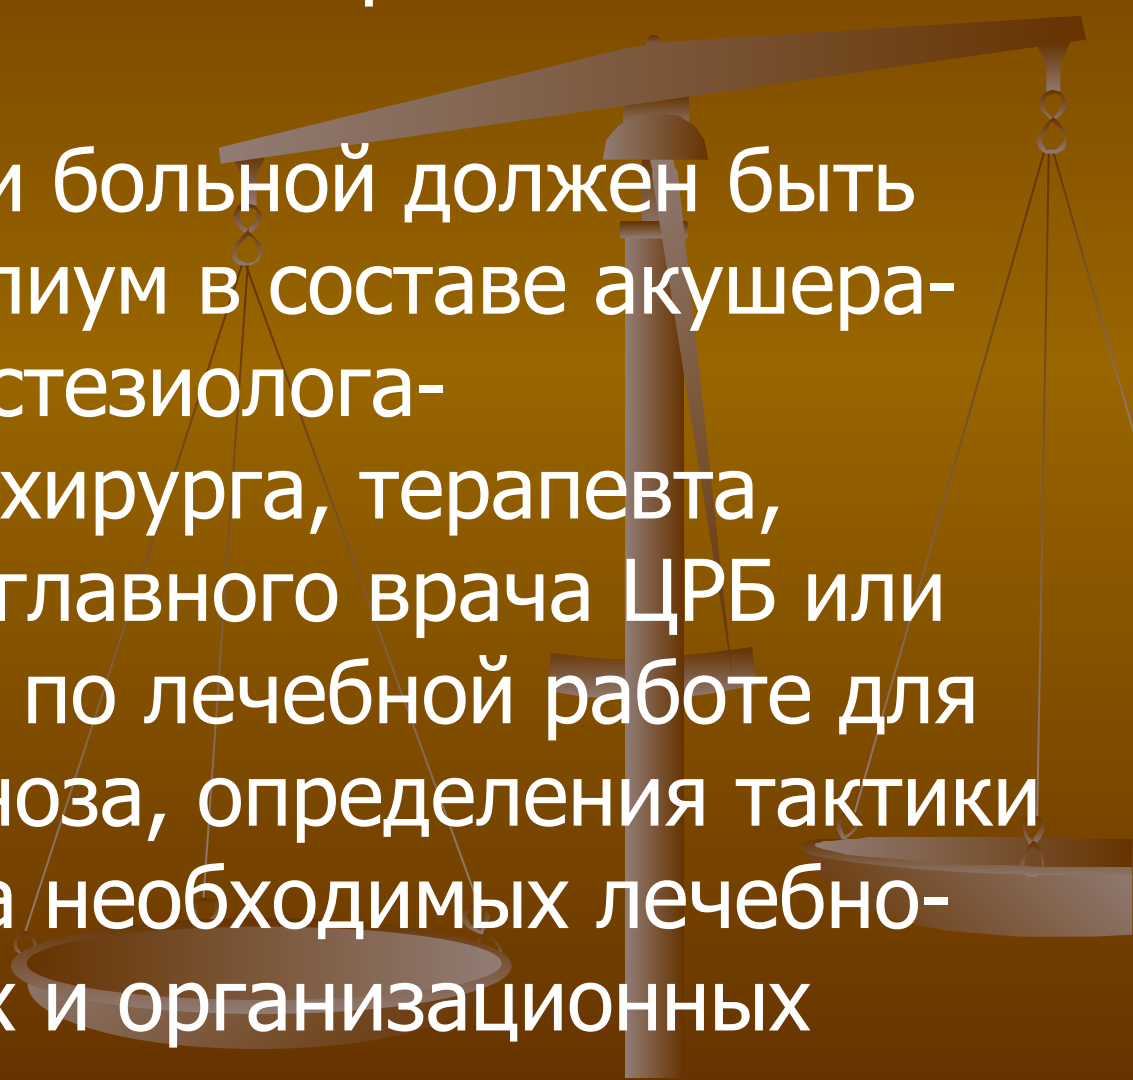 и больной должен быть
лиум в составе акушера-
стезиолога-
хирурга, терапевта,
главного врача ЦРБ или
по лечебной работе для
ноза, определения тактики
а необходимых лечебно-
х и организационных